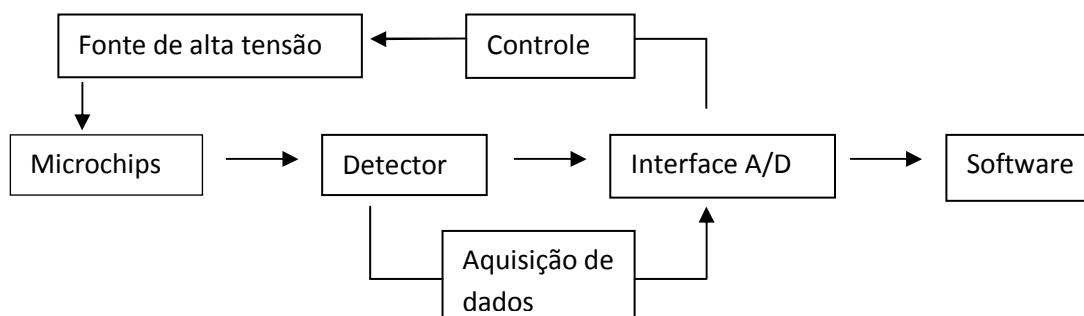 Fonte de alta tensão
Controle
Microchips
Detector
Interface A/D
Software
Aquisição de
dados